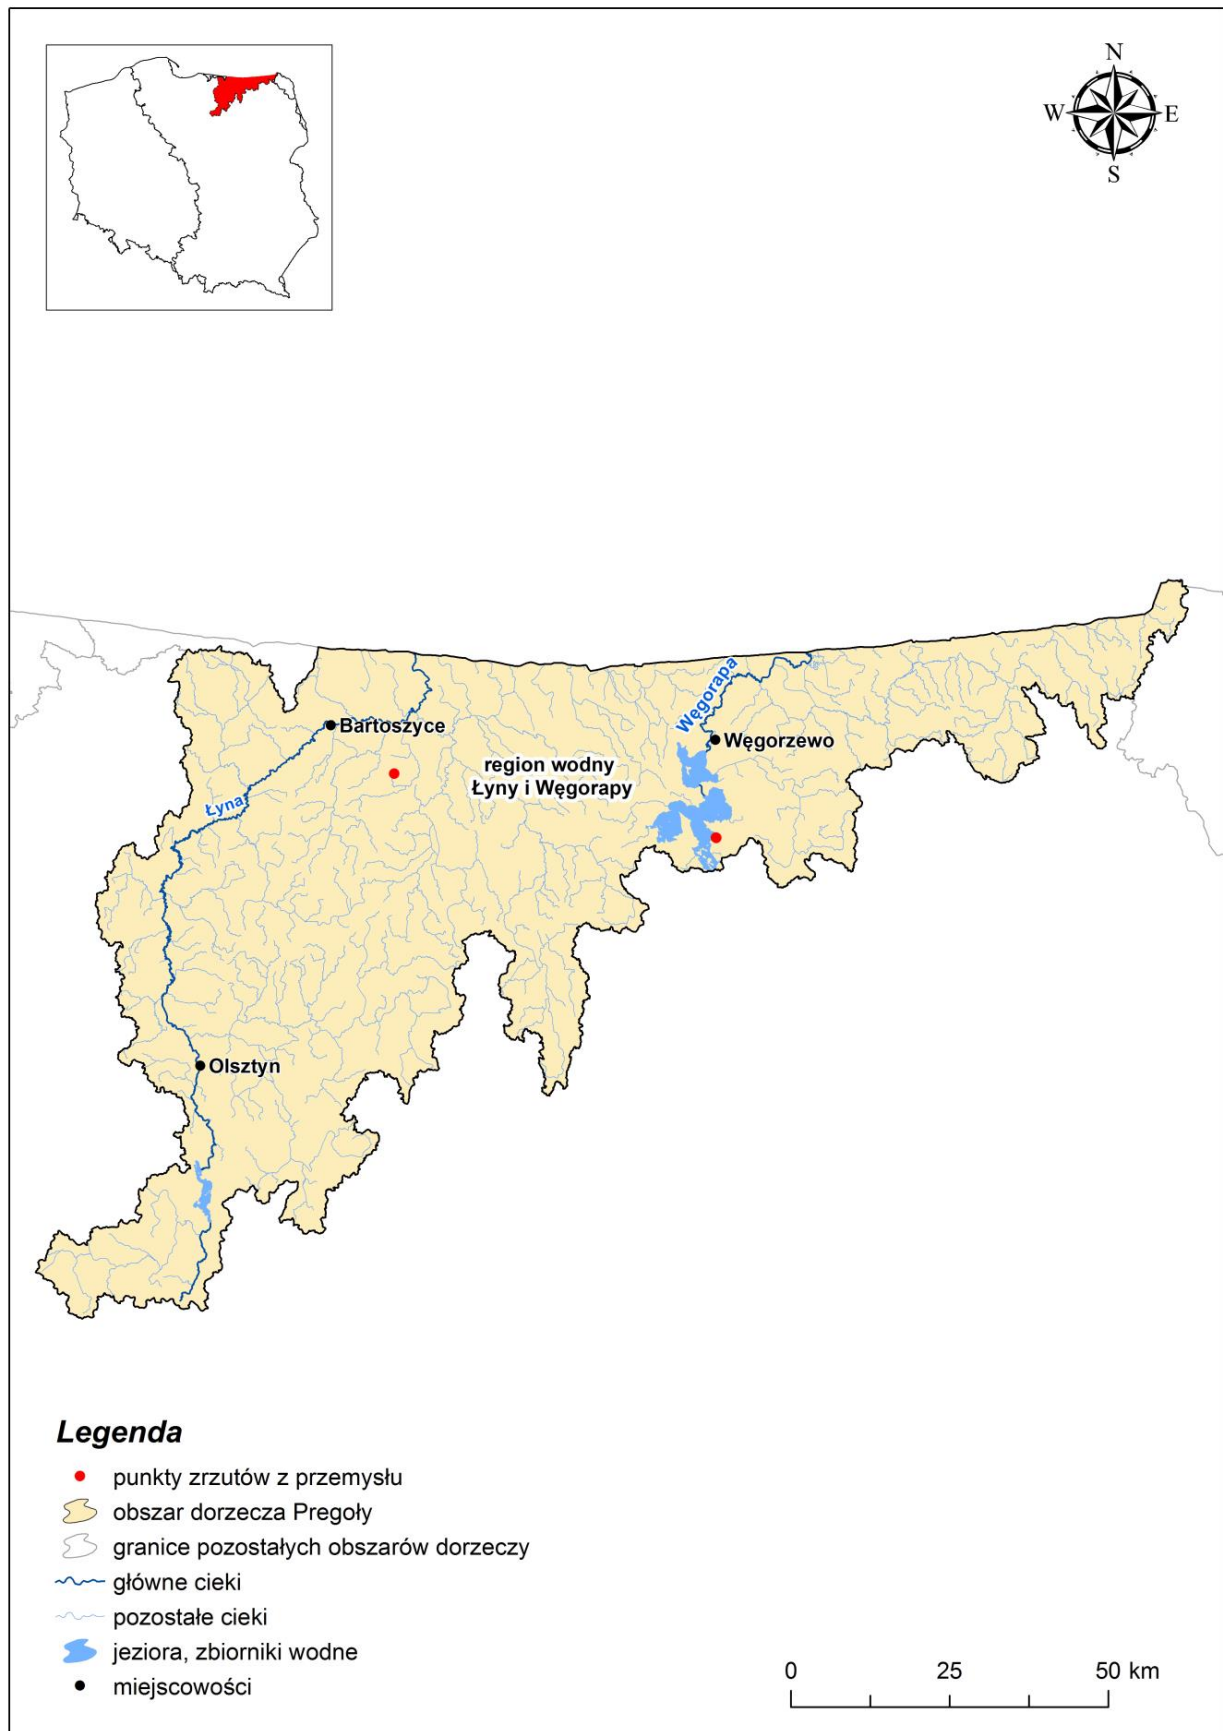 N
W E
S
Węgorapa
Bartoszyce
Węgorzewo
region wodny
Łyny i Węgorapy
Łyna
Olsztyn
Legenda
punkty zrzutów z przemysłu
obszar dorzecza Pregoły
granice pozostałych obszarów dorzeczy
główne cieki
pozostałe cieki
jeziora, zbiorniki wodne
miejscowości
0 25 50 km